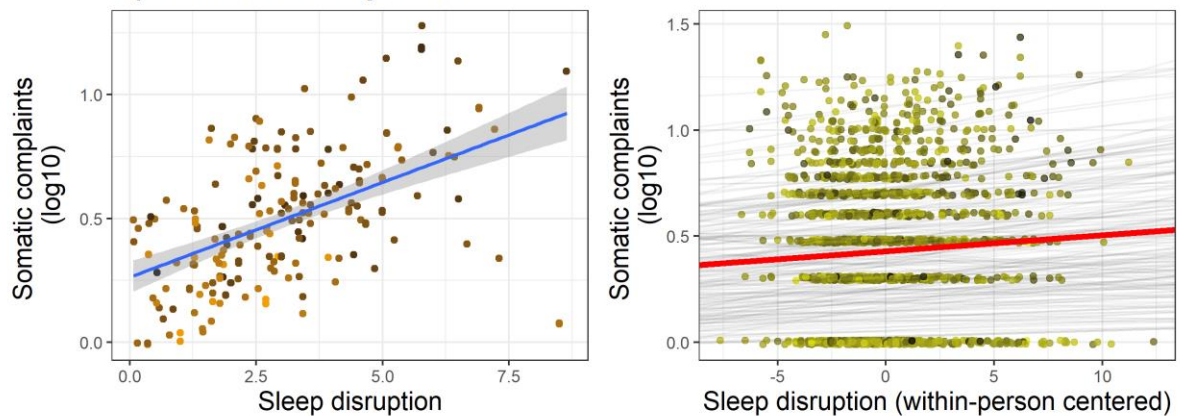 Somatic complaints
(log10)
1.0
0.5
0.0
0.0
2.5
5.0
7.5
Sleep disruption
Somatic complaints
(log10)
1.5
1.0
0.5
0.0
-5
0
5
10
Sleep disruption (within-person centered)